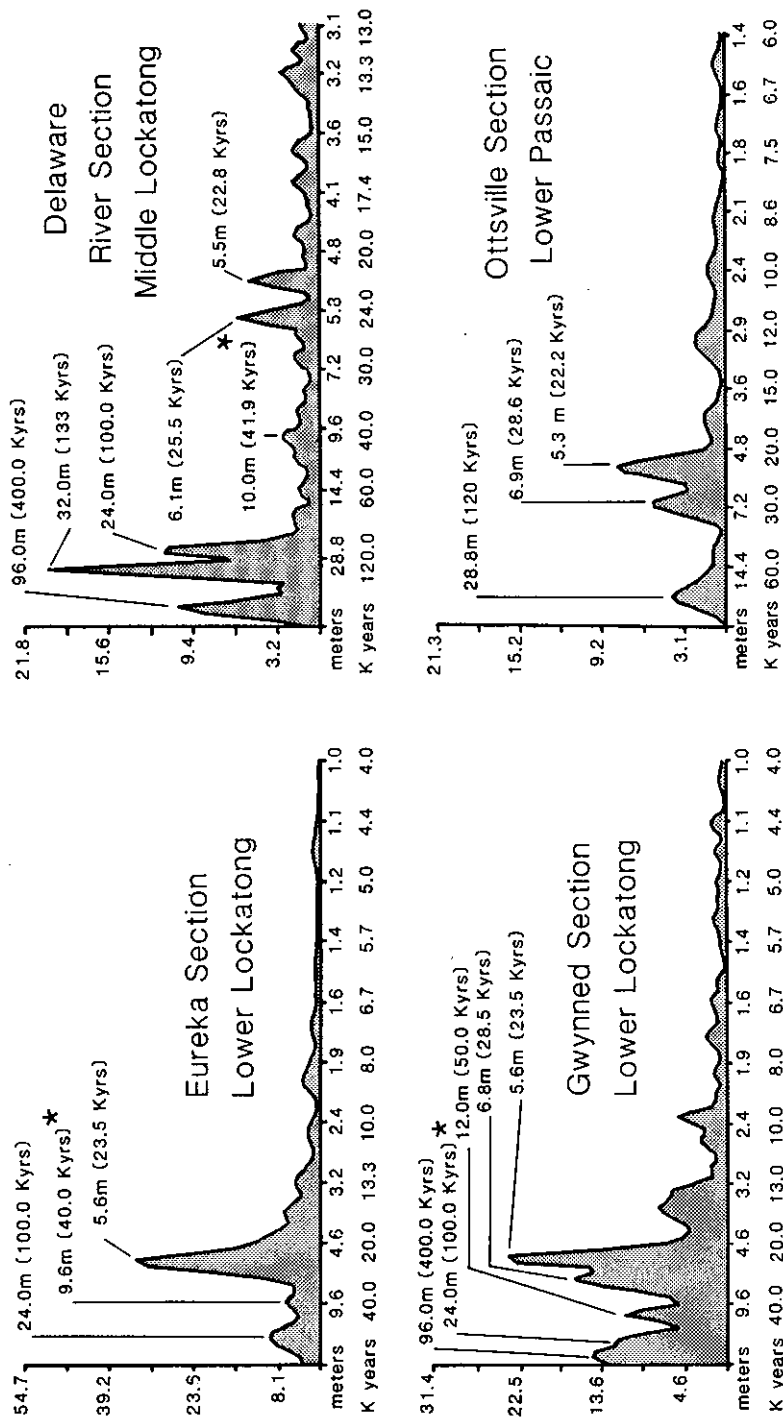 54.7
39.2
23.5
8.1
24.0m (100.0 Kyrs)
9.6m (40.0 Kyrs)*
5.6m (23.5 Kyrs)
Eureka Section
Lower Lockatong
meters 9.6 4.6 3.2 2.4 1.9 1.6 1.4 1.2 1.1 1.0
K years 40.0 20.0 13.3 10.0 8.0 6.7 5.7 5.0 4.4 4.0
21.8
15.6
9.4
3.2
96.0m (400.0 Kyrs)
32.0m (133 Kyrs)
24.0m (100.0 Kyrs)
6.1m (25.5 Kyrs)
*
10.0m (41.9 Kyrs)
5.5m (22.8 Kyrs)
Delaware
River Section
Middle Lockatong
meters 28.8 14.4 9.6 7.2 5.3 4.8 4.1 3.6 3.2 3.1
K years 120.0 60.0 40.0 30.0 24.0 20.0 17.4 15.0 13.3 13.0
31.4
22.5
13.6
4.6
96.0m (400.0 Kyrs)
24.0m (100.0 Kyrs)*
12.0m (50.0 Kyrs)
6.8m (28.5 Kyrs)
5.6m (23.5 Kyrs)
Gwynned Section
Lower Lockatong
meters 9.6 4.6 3.2 2.4 1.9 1.6 1.4 1.2 1.1 1.0
K years 40.0 20.0 13.3 10.0 8.0 6.7 5.7 5.0 4.4 4.0
21.3
15.2
9.2
3.1
28.8m (120 Kyrs)
6.9m (28.6 Kyrs)
5.3 m (22.2 Kyrs)
Ottsville Section
Lower Passaic
meters 14.4 7.2 4.8 3.6 2.9 2.4 2.1 1.8 1.6 1.4
K years 60.0 30.0 20.0 15.0 12.0 10.0 8.6 7.5 6.7 6.0